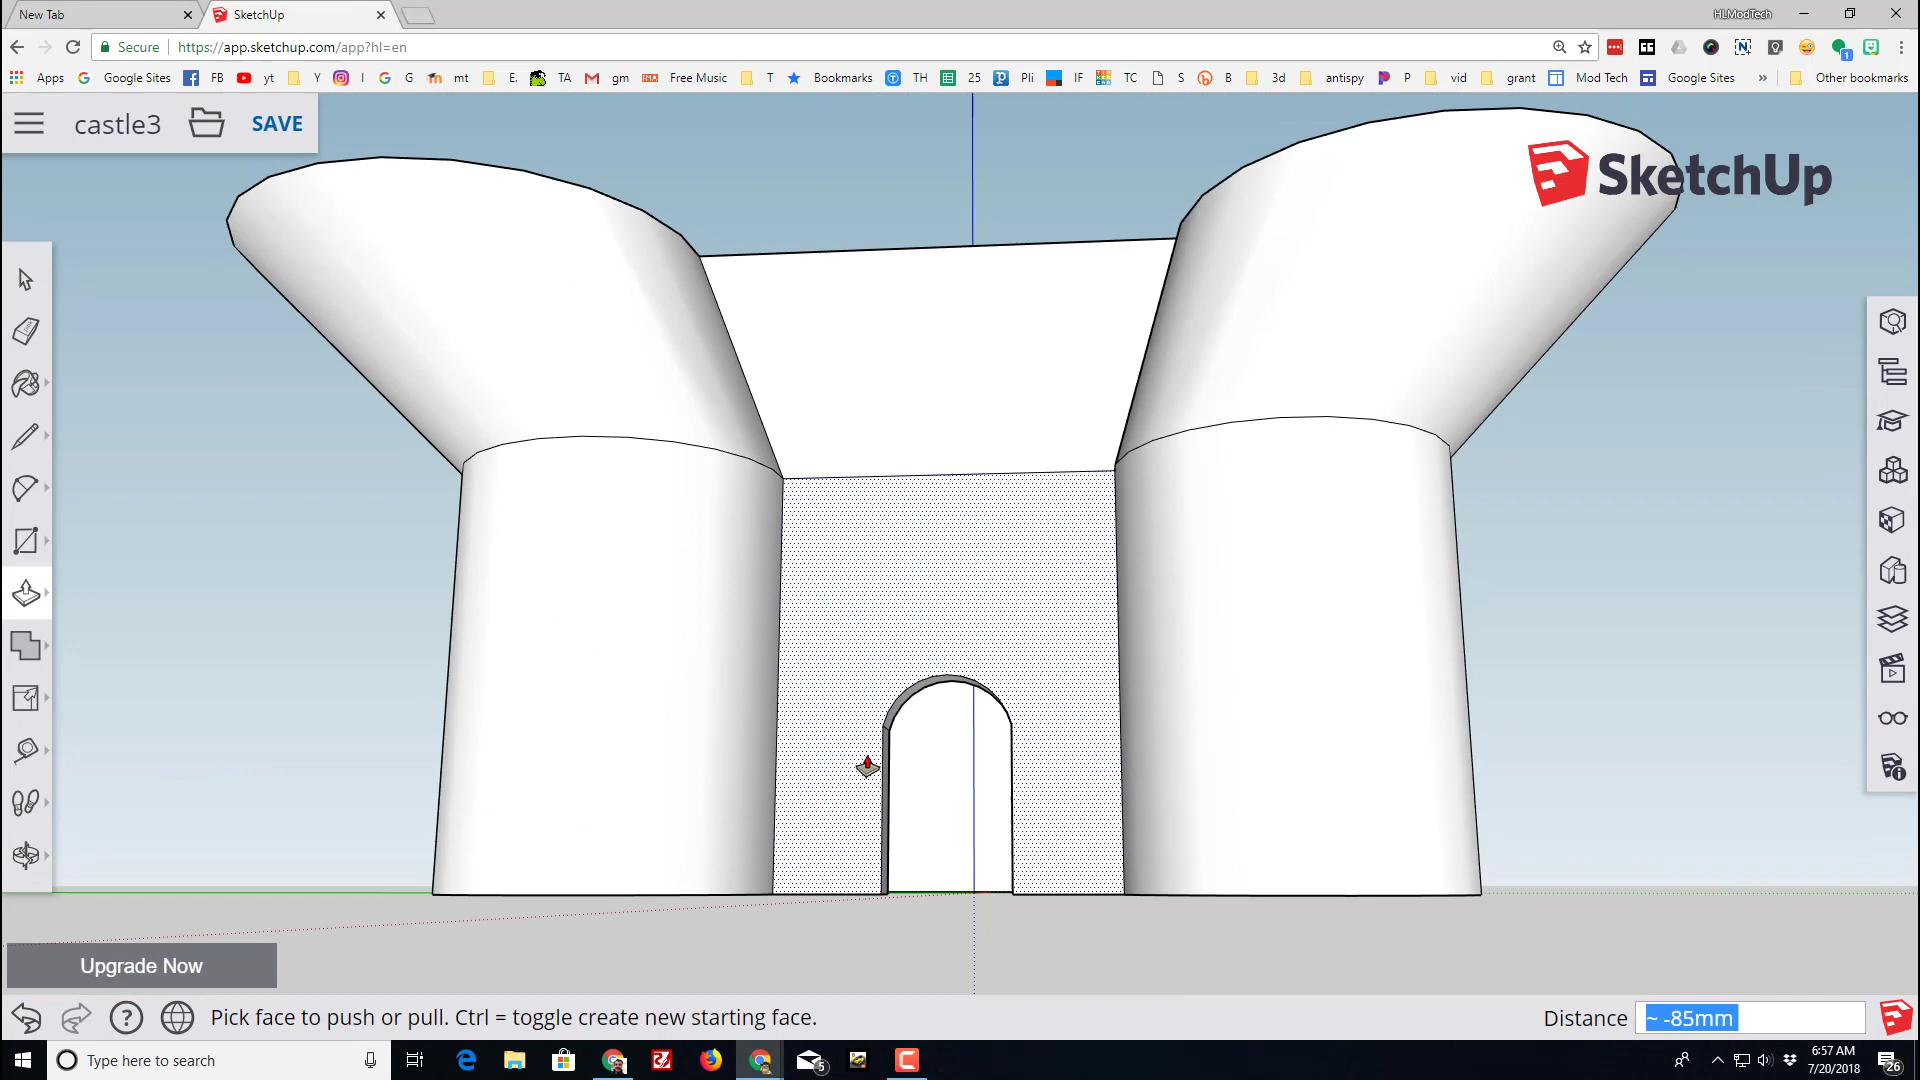 New Tab
SketchUp
HLModTech
Secure https://app.sketchup.com/app?hl=en
Apps Google Sites FB yt Y I G mt E. TA gm Free Music T Bookmarks TH 25 Pli IF TC S B 3d antispy P vid grant Mod Tech Google Sites » Other bookmarks
castle3 SAVE
SketchUp
Upgrade Now
Pick face to push or pull. Ctrl = toggle create new starting face.
Distance ~ -85mm
Type here to search
5
6:57 AM
7/20/2018
26